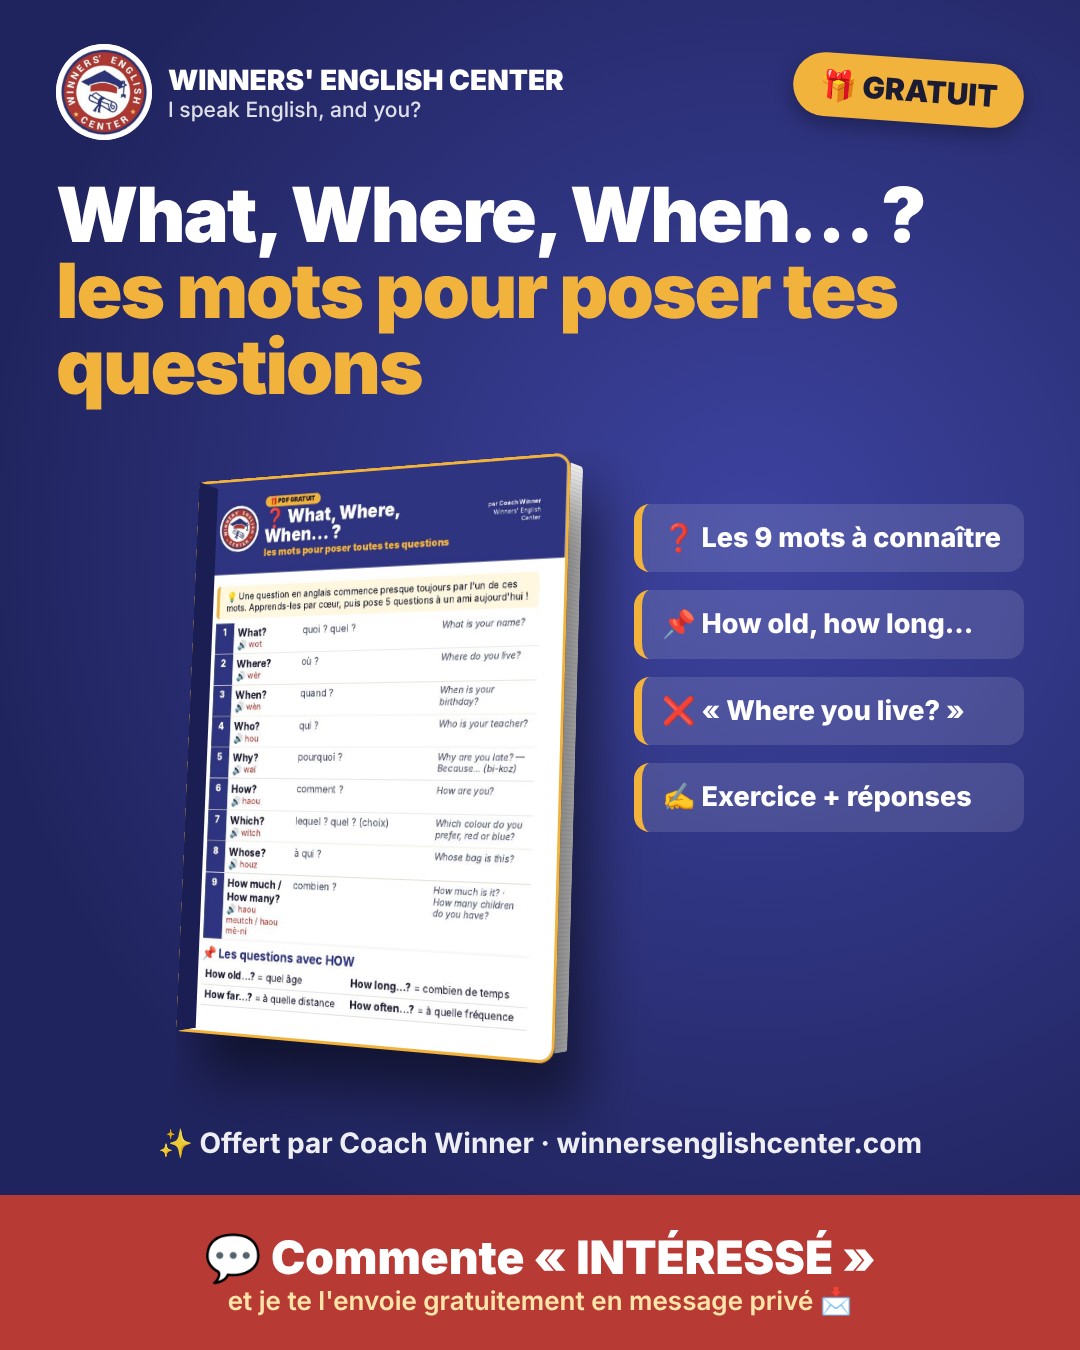 WINNERS' ENGLISH CENTER
WINNERS' ENGLISH CENTER
I speak English, and you?
🎁 GRATUIT
What, Where, When… ?
les mots pour poser tes
questions
🎁 PDF GRATUIT
❓ What, Where,
When… ?
les mots pour poser toutes tes questions
par Coach Winner
Winners' English
Center
💡 Une question en anglais commence presque toujours par l'un de ces
mots. Apprends-les par cœur, puis pose 5 questions à un ami aujourd'hui !
1 What? quoi ? quel ? What is your name?
🔊 wot
2 Where? où ? Where do you live?
🔊 wèr
3 When? quand ? When is your
birthday?
🔊 wèn
4 Who? qui ? Who is your teacher?
🔊 hou
5 Why? pourquoi ? Why are you late? —
Because... (bi-koz)
🔊 waï
6 How? comment ? How are you?
🔊 haou
7 Which? lequel ? quel ? (choix) Which colour do you
prefer, red or blue?
🔊 witch
8 Whose? à qui ? Whose bag is this?
🔊 houz
9 How much / combien ? How much is it? ·
How many? How many children
do you have?
🔊 haou
meutch / haou
mè-ni
📌 Les questions avec HOW
How old…? = quel âge How long…? = combien de temps
How far…? = à quelle distance How often…? = à quelle fréquence
❓ Les 9 mots à connaître
📌 How old, how long…
❌ « Where you live? »
✍️ Exercice + réponses
✨ Offert par Coach Winner · winnersenglishcenter.com
💬 Commente « INTÉRESSÉ »
et je te l'envoie gratuitement en message privé 📩